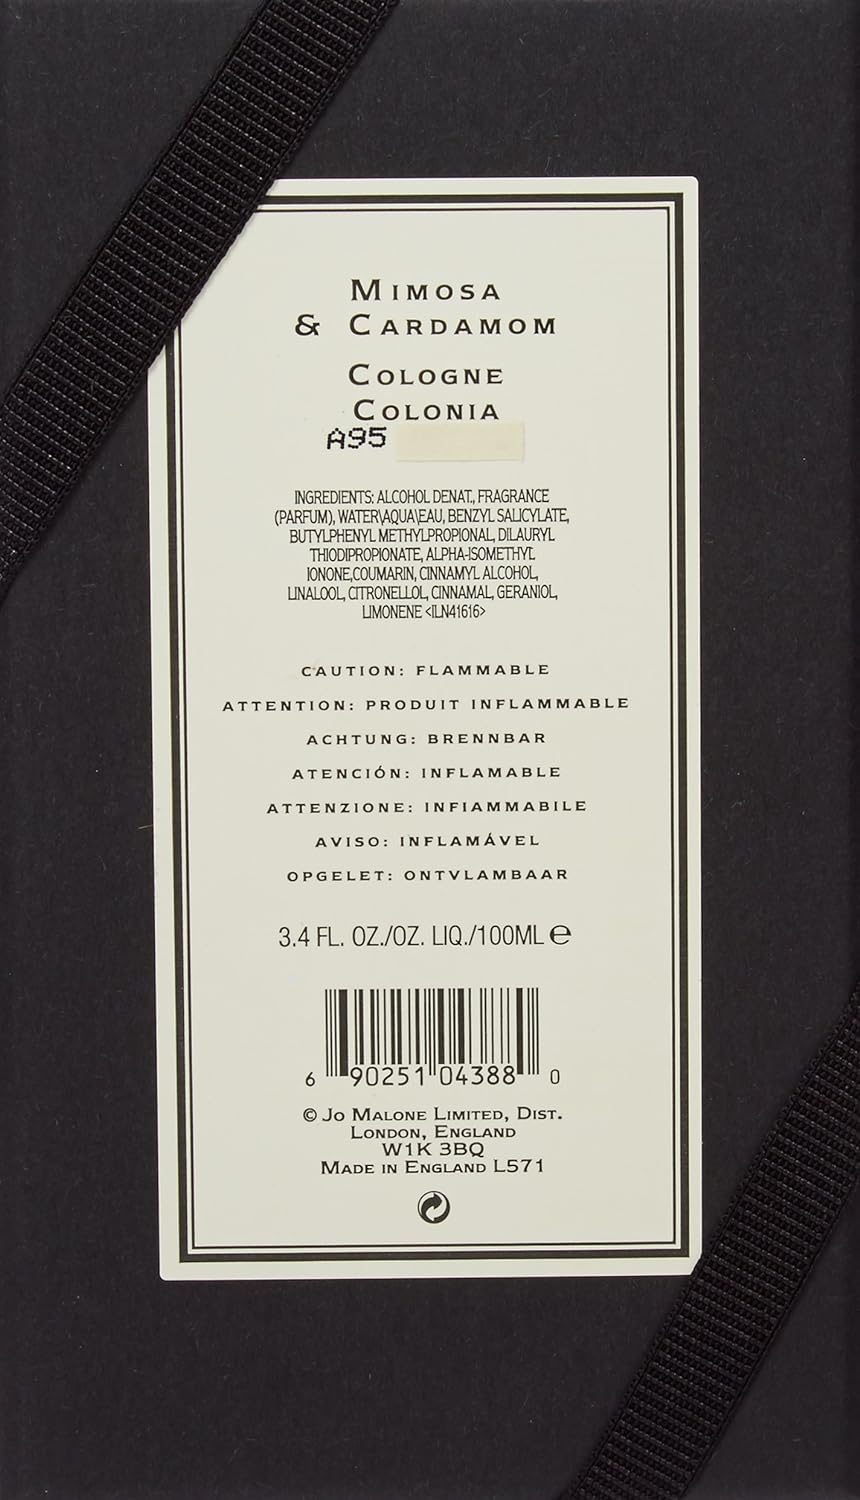 MIMOSA
& CARDAMOM
COLOGNE
COLONIA
A95
INGREDIENTS: ALCOHOL DENAT., FRAGRANCE
(PARFUM), WATER\AQUA\EAU, BENZYL SALICYLATE,
BUTYLPHENYL METHYLPROPIONAL, DILAURYL
THIODIPROPIONATE, ALPHA-ISOMETHYL
IONONE,COUMARIN, CINNAMYL ALCOHOL,
LINALOOL, CITRONELLOL, CINNAMAL, GERANIOL,
LIMONENE <ILN41616>
CAUTION: FLAMMABLE
ATTENTION: PRODUIT INFLAMMABLE
ACHTUNG: BRENNBAR
ATENCIÓN: INFLAMABLE
ATTENZIONE: INFIAMMABILE
AVISO: INFLAMÁVEL
OPGELET: ONTVLAMBAAR
3.4 FL. OZ./OZ. LIQ./100ML ℮
6 90251 04388 0
© JO MALONE LIMITED, DIST.
LONDON, ENGLAND
W1K 3BQ
MADE IN ENGLAND L571